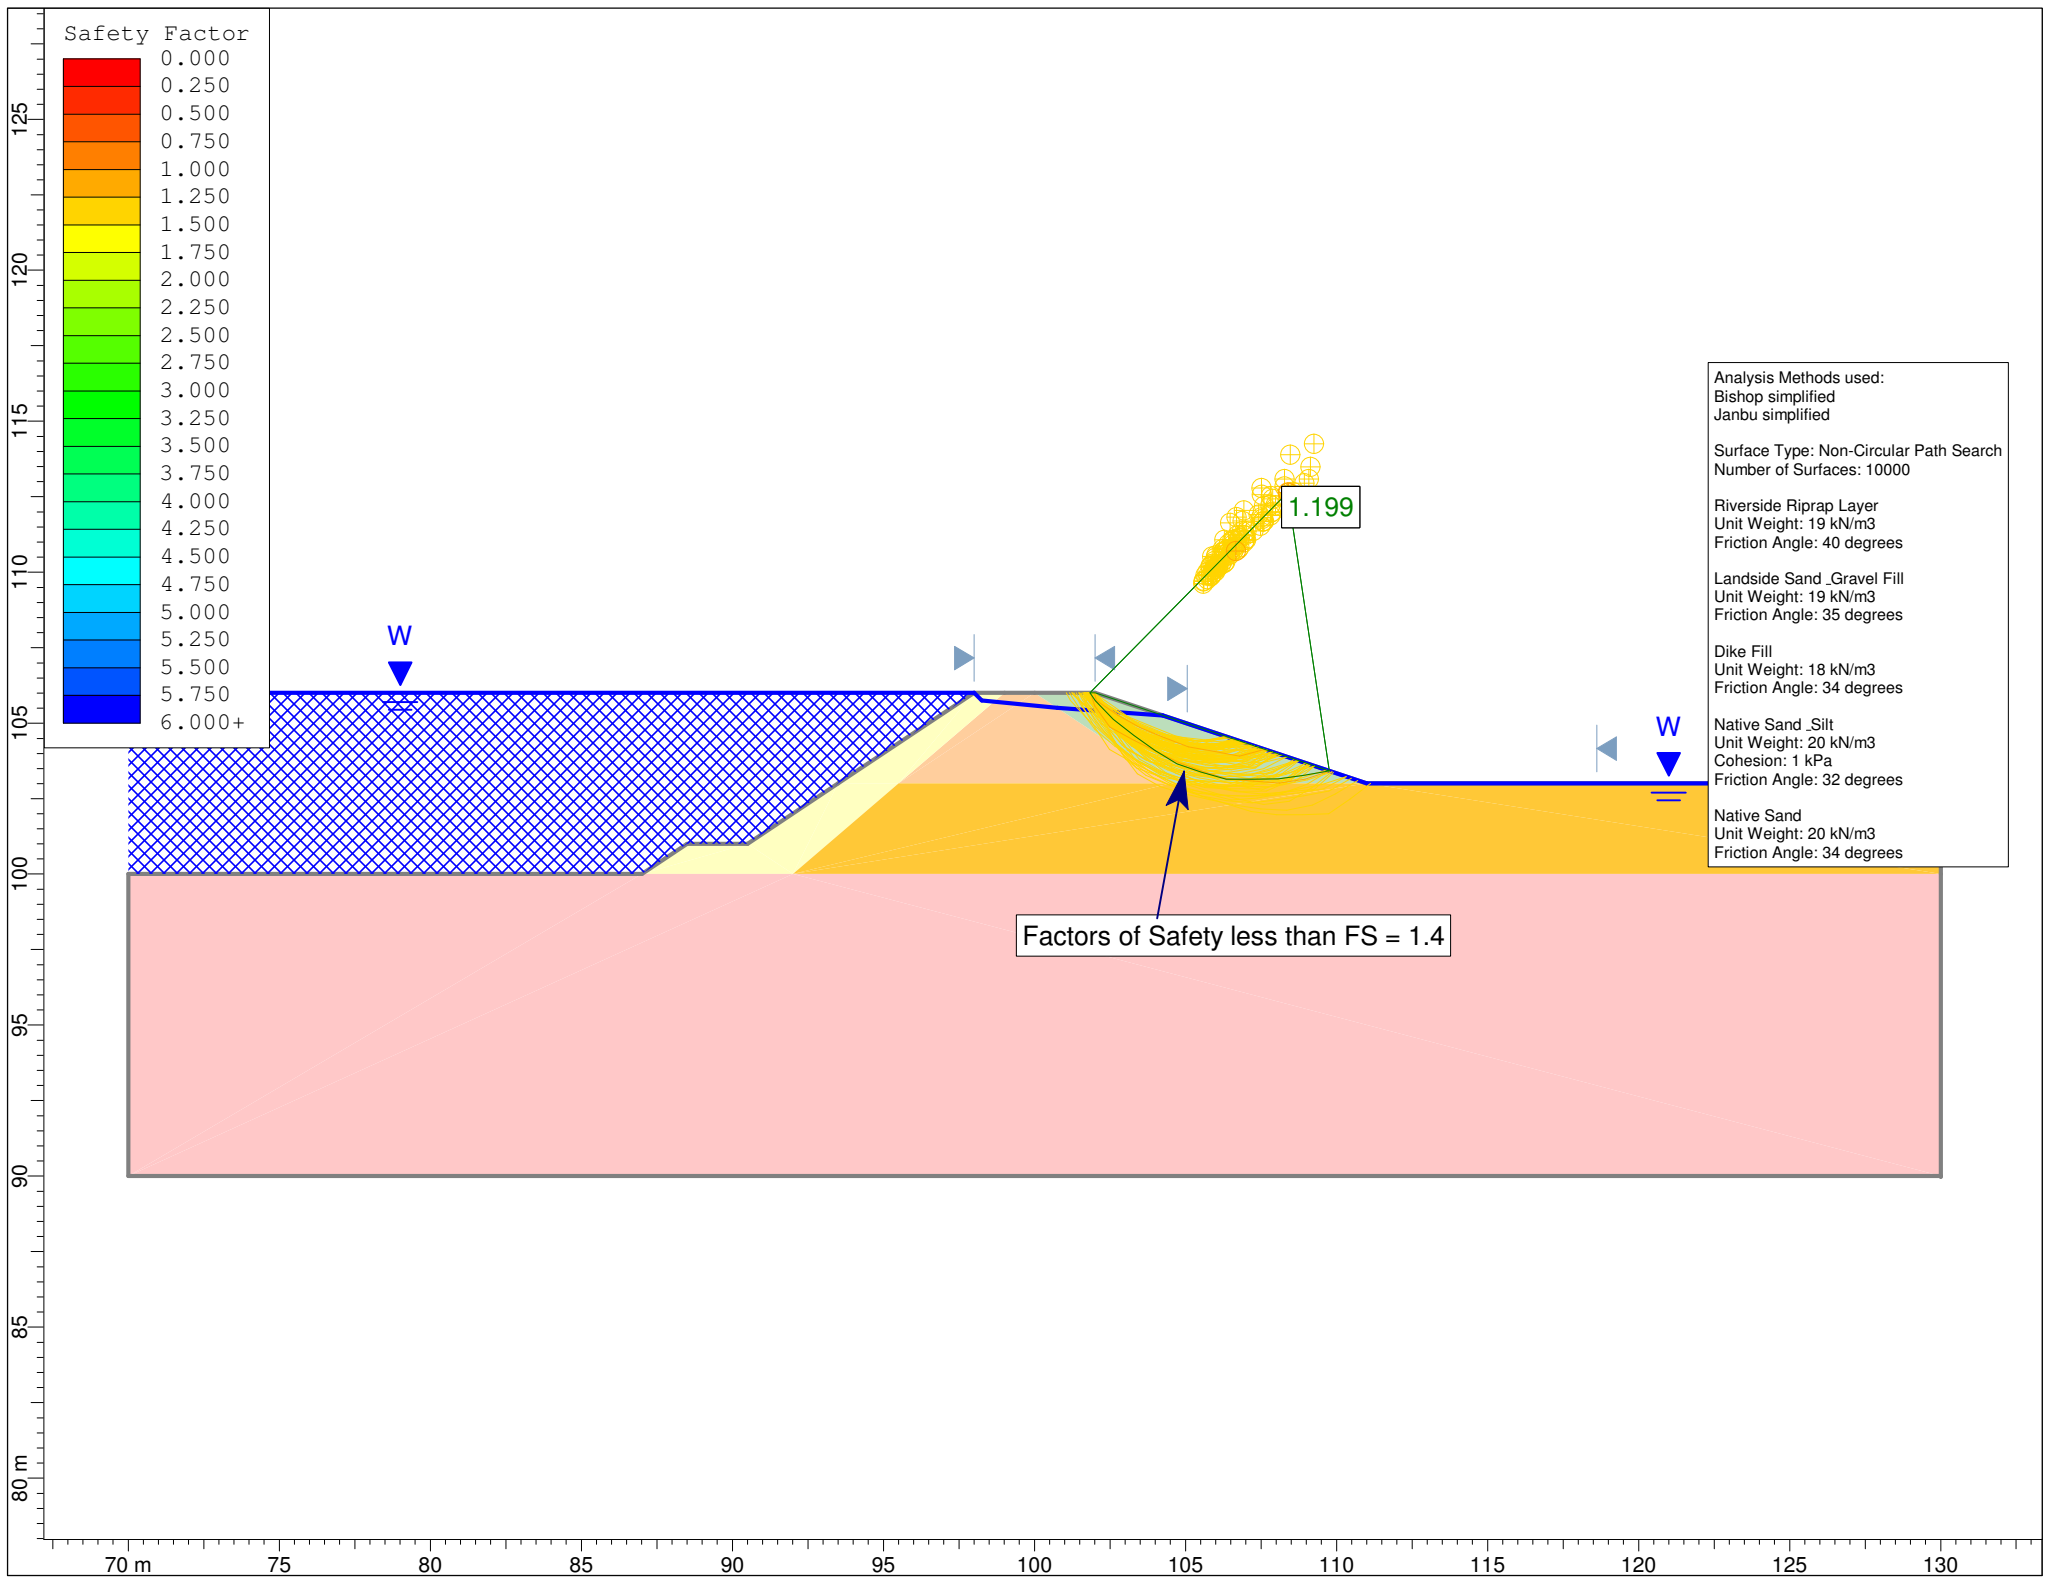 Safety Factor
0.000
0.250
0.500
0.750
1.000
1.250
1.500
1.750
2.000
2.250
2.500
2.750
3.000
3.250
3.500
3.750
4.000
4.250
4.500
4.750
5.000
5.250
5.500
5.750
6.000+
125
120
115
110
105
100
95
90
85
80 m
W
1.199
W
Analysis Methods used:
Bishop simplified
Janbu simplified
Surface Type: Non-Circular Path Search
Number of Surfaces: 10000
Riverside Riprap Layer
Unit Weight: 19 kN/m3
Friction Angle: 40 degrees
Landside Sand _Gravel Fill
Unit Weight: 19 kN/m3
Friction Angle: 35 degrees
Dike Fill
Unit Weight: 18 kN/m3
Friction Angle: 34 degrees
Native Sand _Silt
Unit Weight: 20 kN/m3
Cohesion: 1 kPa
Friction Angle: 32 degrees
Native Sand
Unit Weight: 20 kN/m3
Friction Angle: 34 degrees
Factors of Safety less than FS = 1.4
70 m
75
80
85
90
95
100
105
110
115
120
125
130